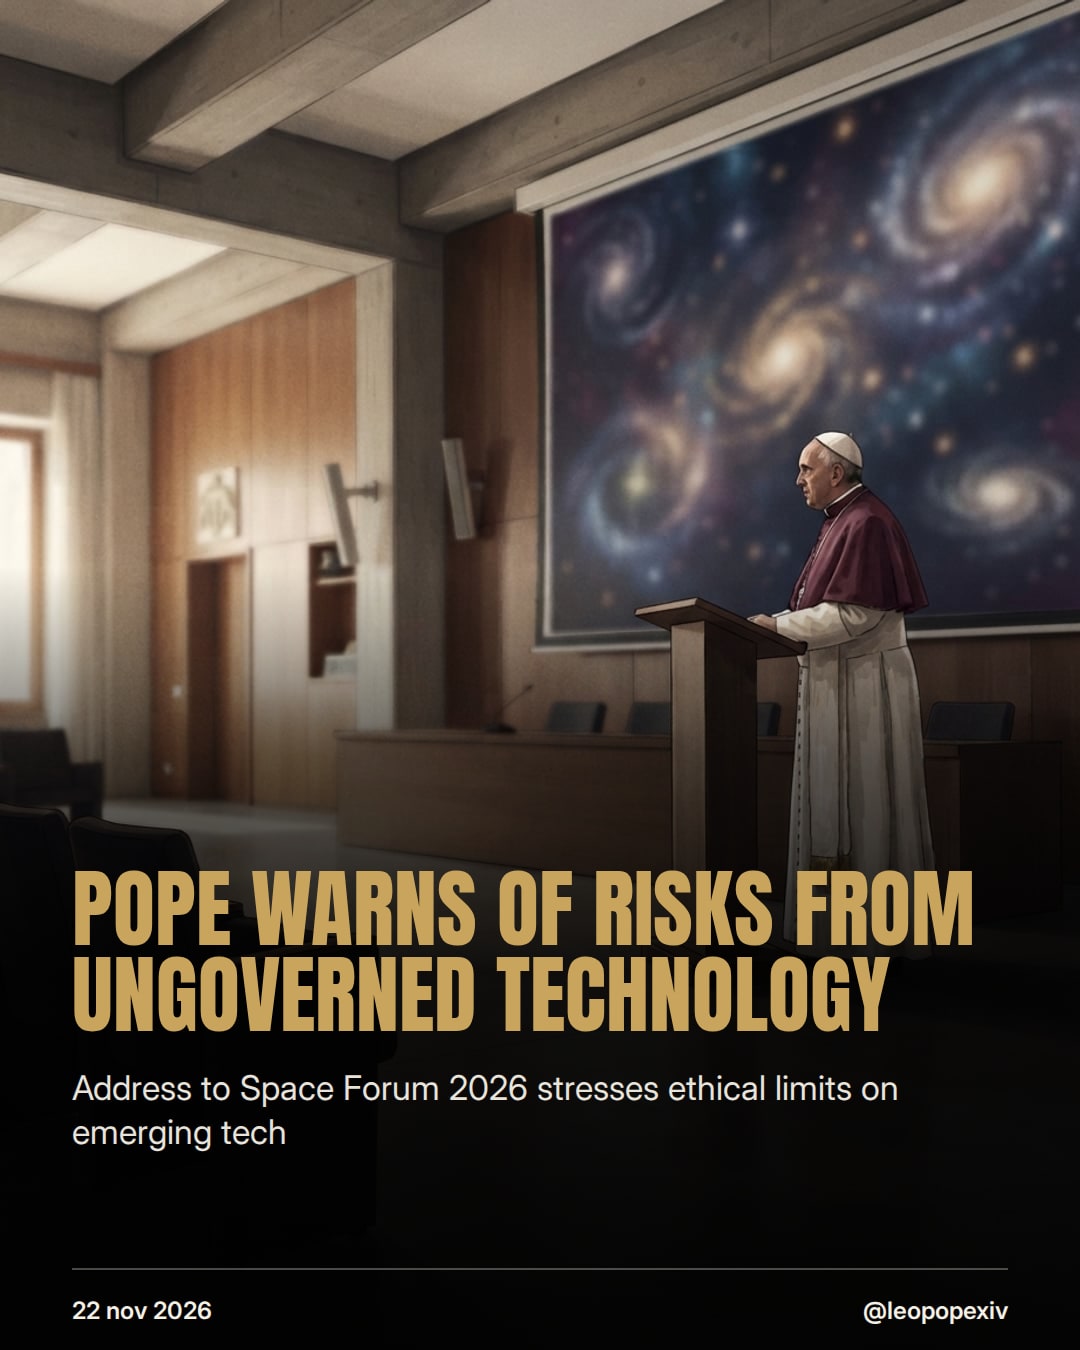 POPE WARNS OF RISKS FROM
UNGOVERNED TECHNOLOGY
Address to Space Forum 2026 stresses ethical limits on
emerging tech
22 nov 2026
@leopopexiv